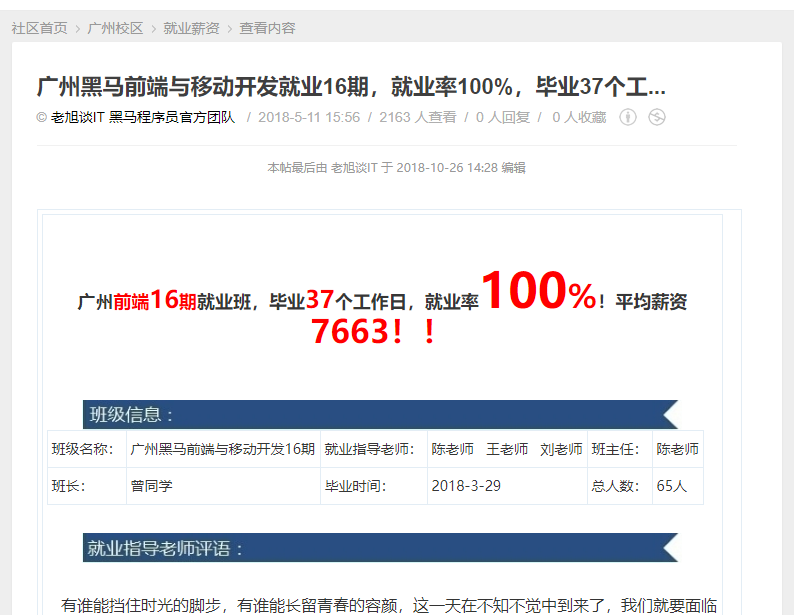 社区首页 › 广州校区 › 就业薪资 › 查看内容
广州黑马前端与移动开发就业16期，就业率100%，毕业37个工...
© 老旭谈IT 黑马程序员官方团队 / 2018-5-11 15:56 / 2163 人查看 / 0 人回复 / 0 人收藏
本帖最后由 老旭谈IT 于 2018-10-26 14:28 编辑
广州前端16期就业班，毕业37个工作日，就业率100%！平均薪资
7663！！
班级信息：
班级名称： 广州黑马前端与移动开发16期 就业指导老师： 陈老师 王老师 刘老师 班主任： 陈老师
班长： 曾同学 毕业时间： 2018-3-29 总人数： 65人
就业指导老师评语：
有谁能挡住时光的脚步，有谁能长留青春的容颜，这一天在不知不觉中到来了，我们就要面临